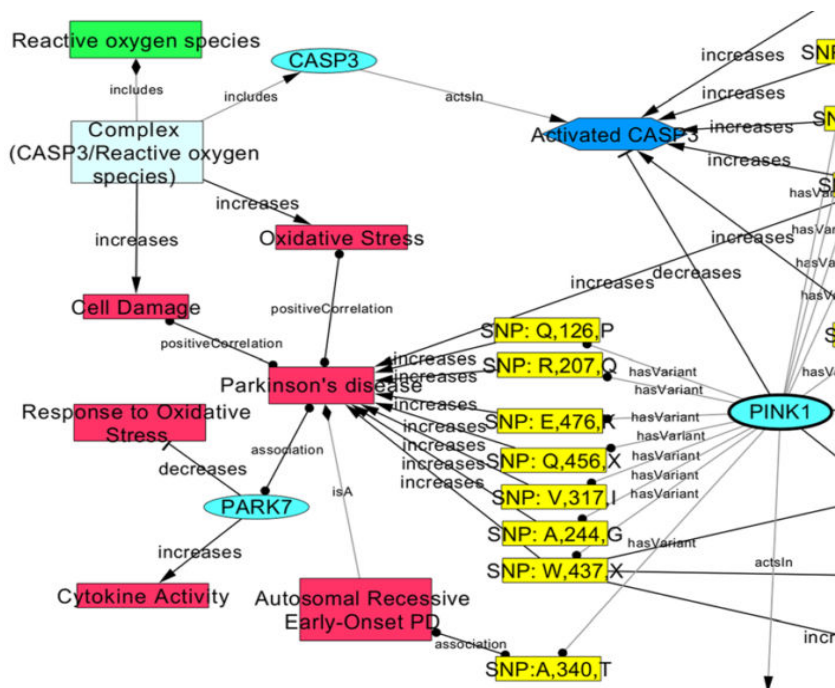 Reactive oxygen species
CASP3
includes
includes
actsIn
increases
increases
increases
increases
Complex
(CASP3/Reactive oxygen
species)
Activated CASP3
increases
increases
Oxidative Stress
hasVariant
increases
decreases
increases
hasVariant
hasVariant
Cell Damage
positiveCorrelation
positiveCorrelation
SNP: Q,126,P
increases
hasVariant
Parkinson's disease
increases
SNP: R,207,Q
hasVariant
increases
SNP: E,476,K
hasVariant
PINK1
Response to Oxidative
Stress
association
increases
increases
increases
SNP: Q,456,X
hasVariant
hasVariant
hasVariant
decreases
isA
SNP: V,317,I
PARK7
SNP: A,244,G
hasVariant
increases
SNP: W,437,X
actsIn
Cytokine Activity
Autosomal Recessive
Early-Onset PD
association
SNP:A,340,T